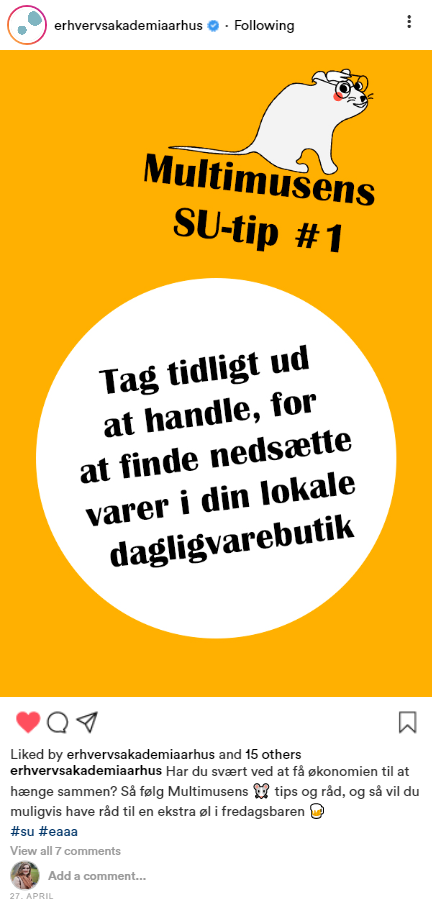 erhvervsakademiaarhus · Following
Multimusens
SU-tip #1
Tag tidligt ud
at handle, for
at finde nedsætte
varer i din lokale
dagligvarebutik
Liked by erhvervsakademiaarhus and 15 others
erhvervsakademiaarhus Har du svært ved at få økonomien til at
hænge sammen? Så følg Multimusens 🐭 tips og råd, og så vil du
muligvis have råd til en ekstra øl i fredagsbaren 🍺
#su #eaaa
View all 7 comments
Add a comment...
27. APRIL